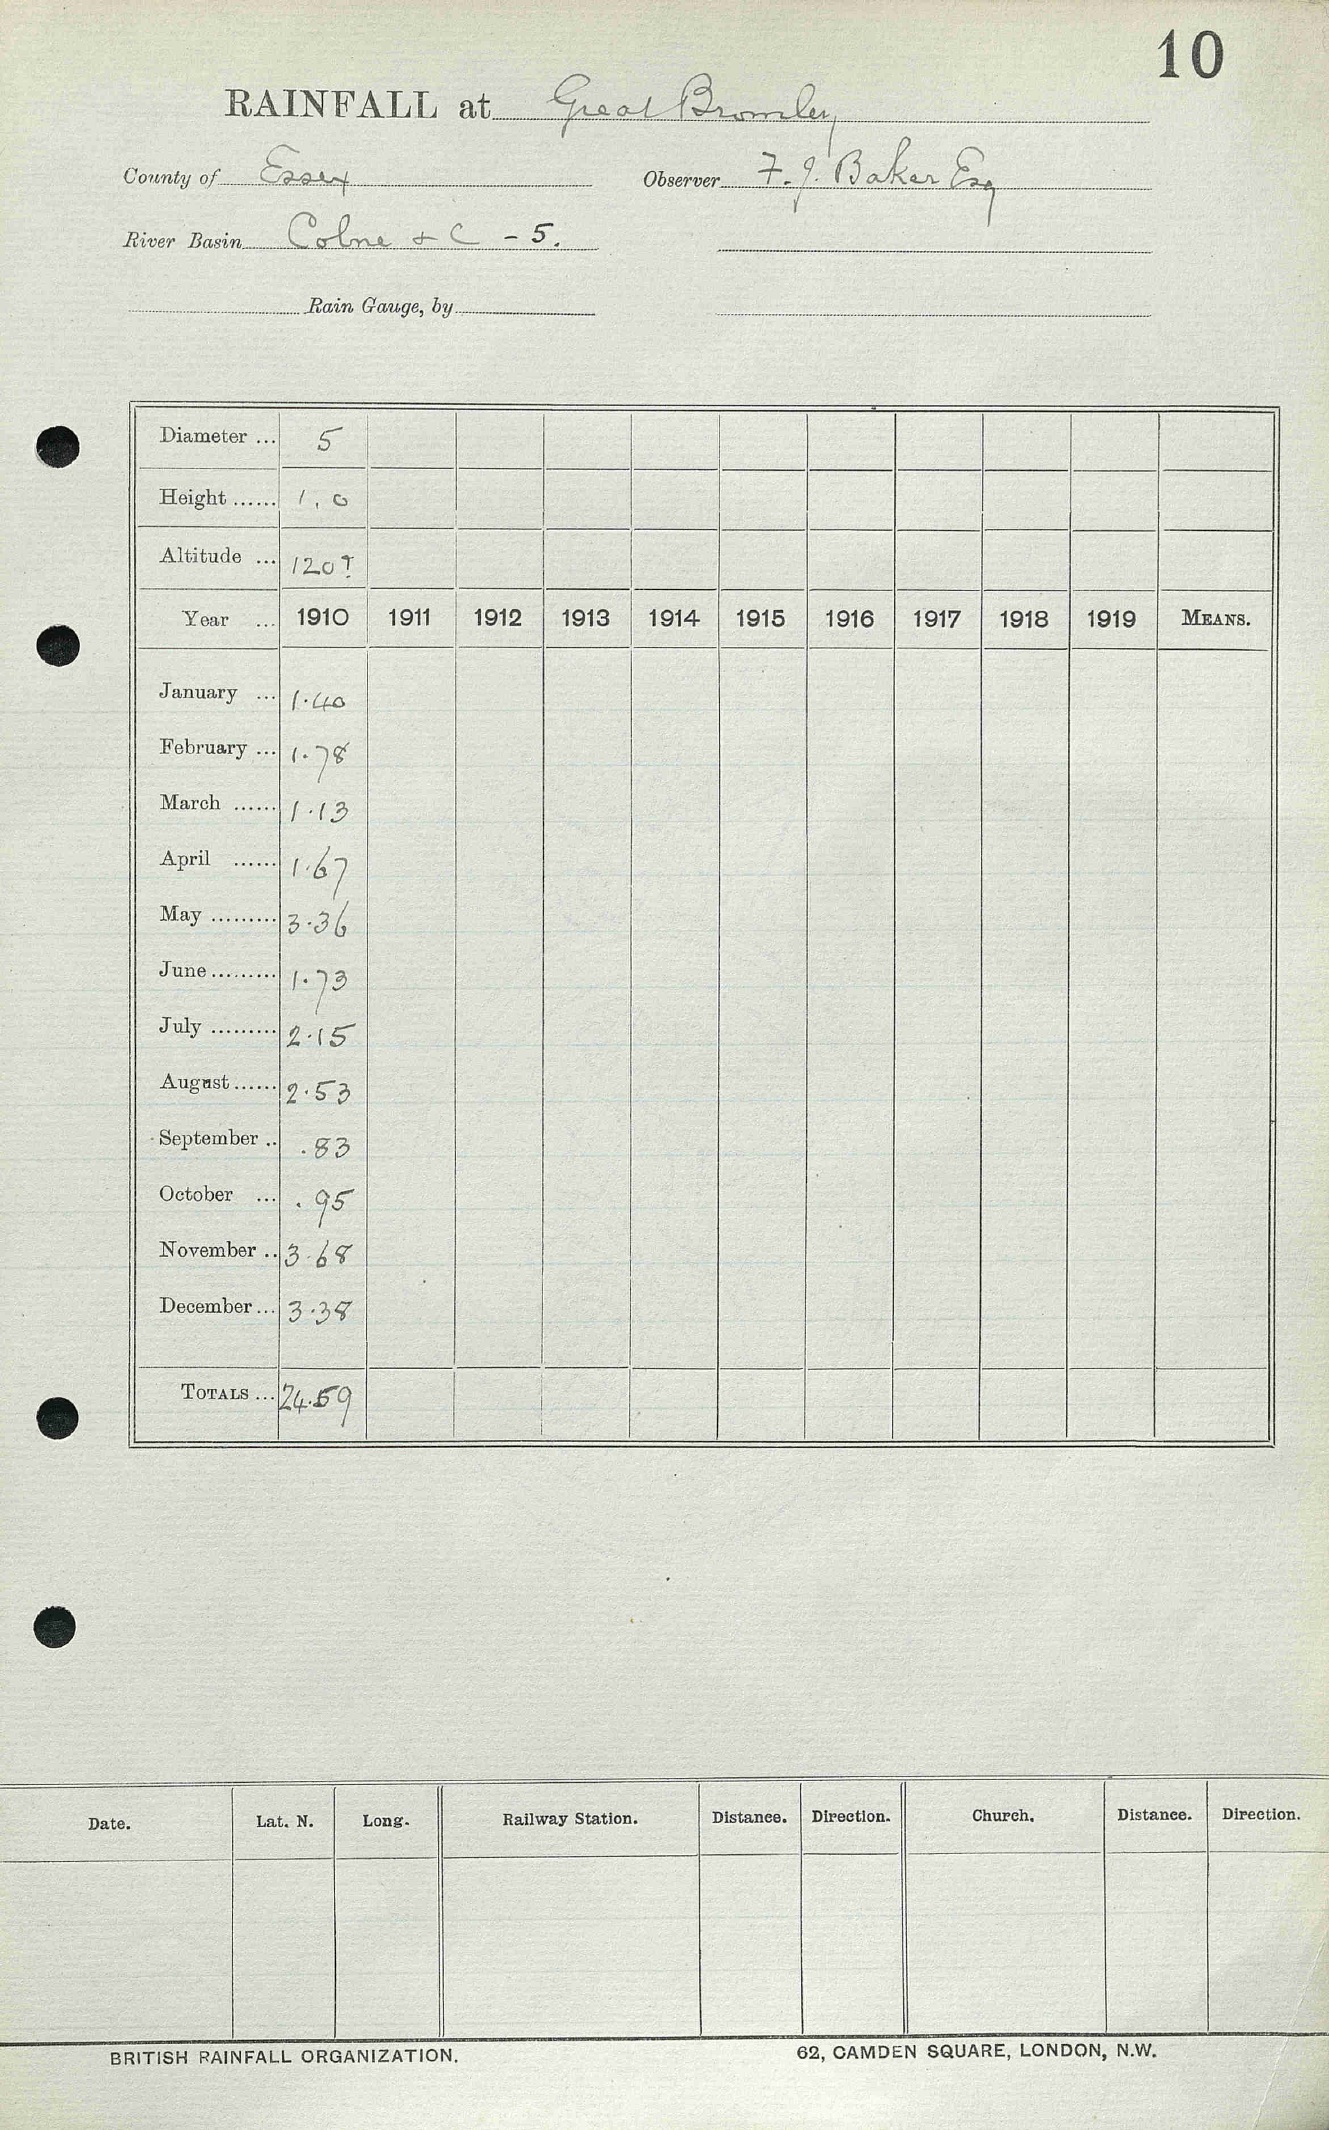 10
RAINFALL at Great Bromley
County of Essex Observer F. J. Baker Esq
River Basin Colne & C - 5.
Rain Gauge, by
Diameter ... 5
Height ...... 1.0
Altitude ... 120?
Year ... 1910 1911 1912 1913 1914 1915 1916 1917 1918 1919 MEANS.
January ... 1.40
February ... 1.78
March ...... 1.13
April ...... 1.67
May ......... 3.36
June ......... 1.73
July ......... 2.15
August ...... 2.53
September .. .83
October ... .95
November .. 3.68
December ... 3.38
TOTALS ... 24.59
Date. Lat. N. Long. Railway Station. Distance. Direction. Church. Distance. Direction.
BRITISH RAINFALL ORGANIZATION. 62, CAMDEN SQUARE, LONDON, N.W.